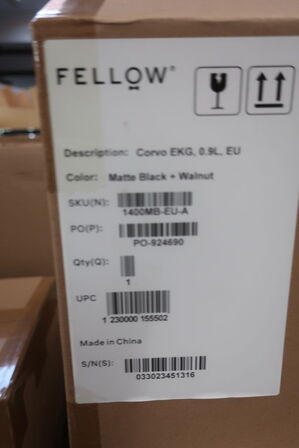 FELLOW®
Description: Corvo EKG, 0.9L, EU
Color: Matte Black + Walnut
SKU(N): 1400MB-EU-A
PO(P): PO-924690
Qty(Q): 1
UPC 1 230000 155502
Made in China
S/N(S): 033023451316